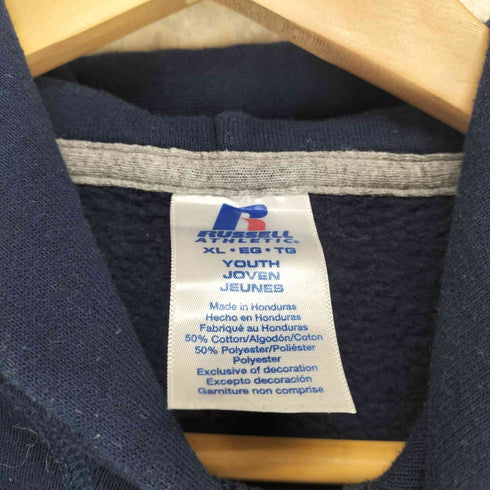 R
RUSSELL
ATHLETIC®
XL • EG • TG
YOUTH
JOVEN
JEUNES
Made in Honduras
Hecho en Honduras
Fabriqué au Honduras
50% Cotton/Algodón/Coton
50% Polyester/Poliéster
Polyester
Exclusive of decoration
Excepto decoración
Garniture non comprise